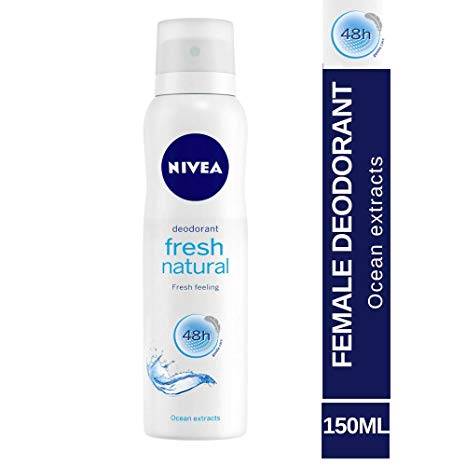 NIVEA
deodorant
fresh
natural
Fresh feeling
48h
Ocean extracts
48h
FEMALE DEODORANT
Ocean extracts
150ML